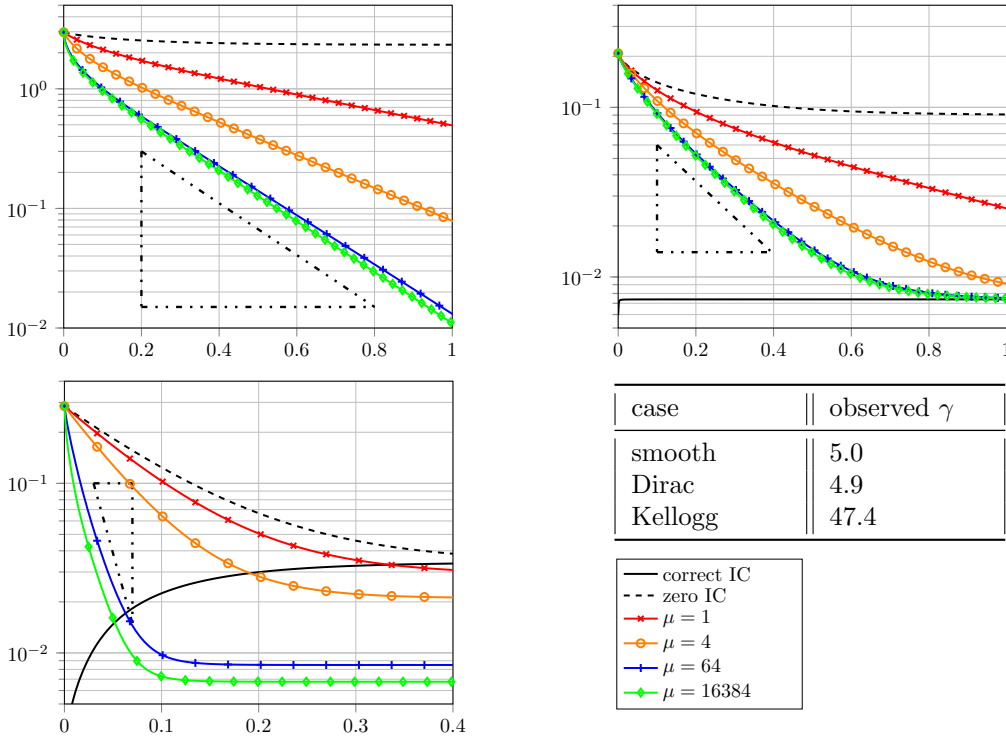 10^0
10^{-1}
10^{-2}
0 0.2 0.4 0.6 0.8 1
10^{-1}
10^{-2}
0 0.2 0.4 0.6 0.8 1
10^{-1}
10^{-2}
0 0.1 0.2 0.3 0.4
case observed γ
smooth 5.0
Dirac 4.9
Kellogg 47.4
correct IC
zero IC
μ = 1
μ = 4
μ = 64
μ = 16384